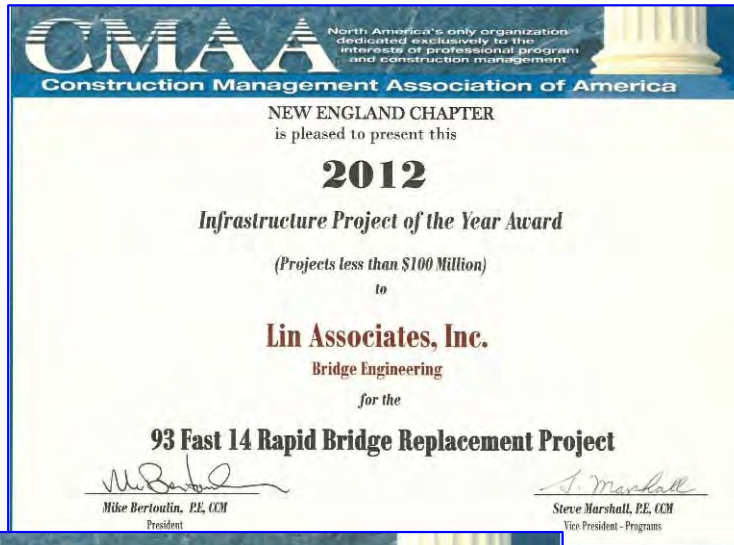 CMAA
North America's only organization
dedicated exclusively to the
interests of professional program
and construction management
Construction Management Association of America
NEW ENGLAND CHAPTER
is pleased to present this
2012
Infrastructure Project of the Year Award
(Projects less than $100 Million)
to
Lin Associates, Inc.
Bridge Engineering
for the
93 Fast 14 Rapid Bridge Replacement Project
Mike Bertoulin, P.E, CCM
President
S. Marshall
Steve Marshall, P.E, CCM
Vice President - Programs